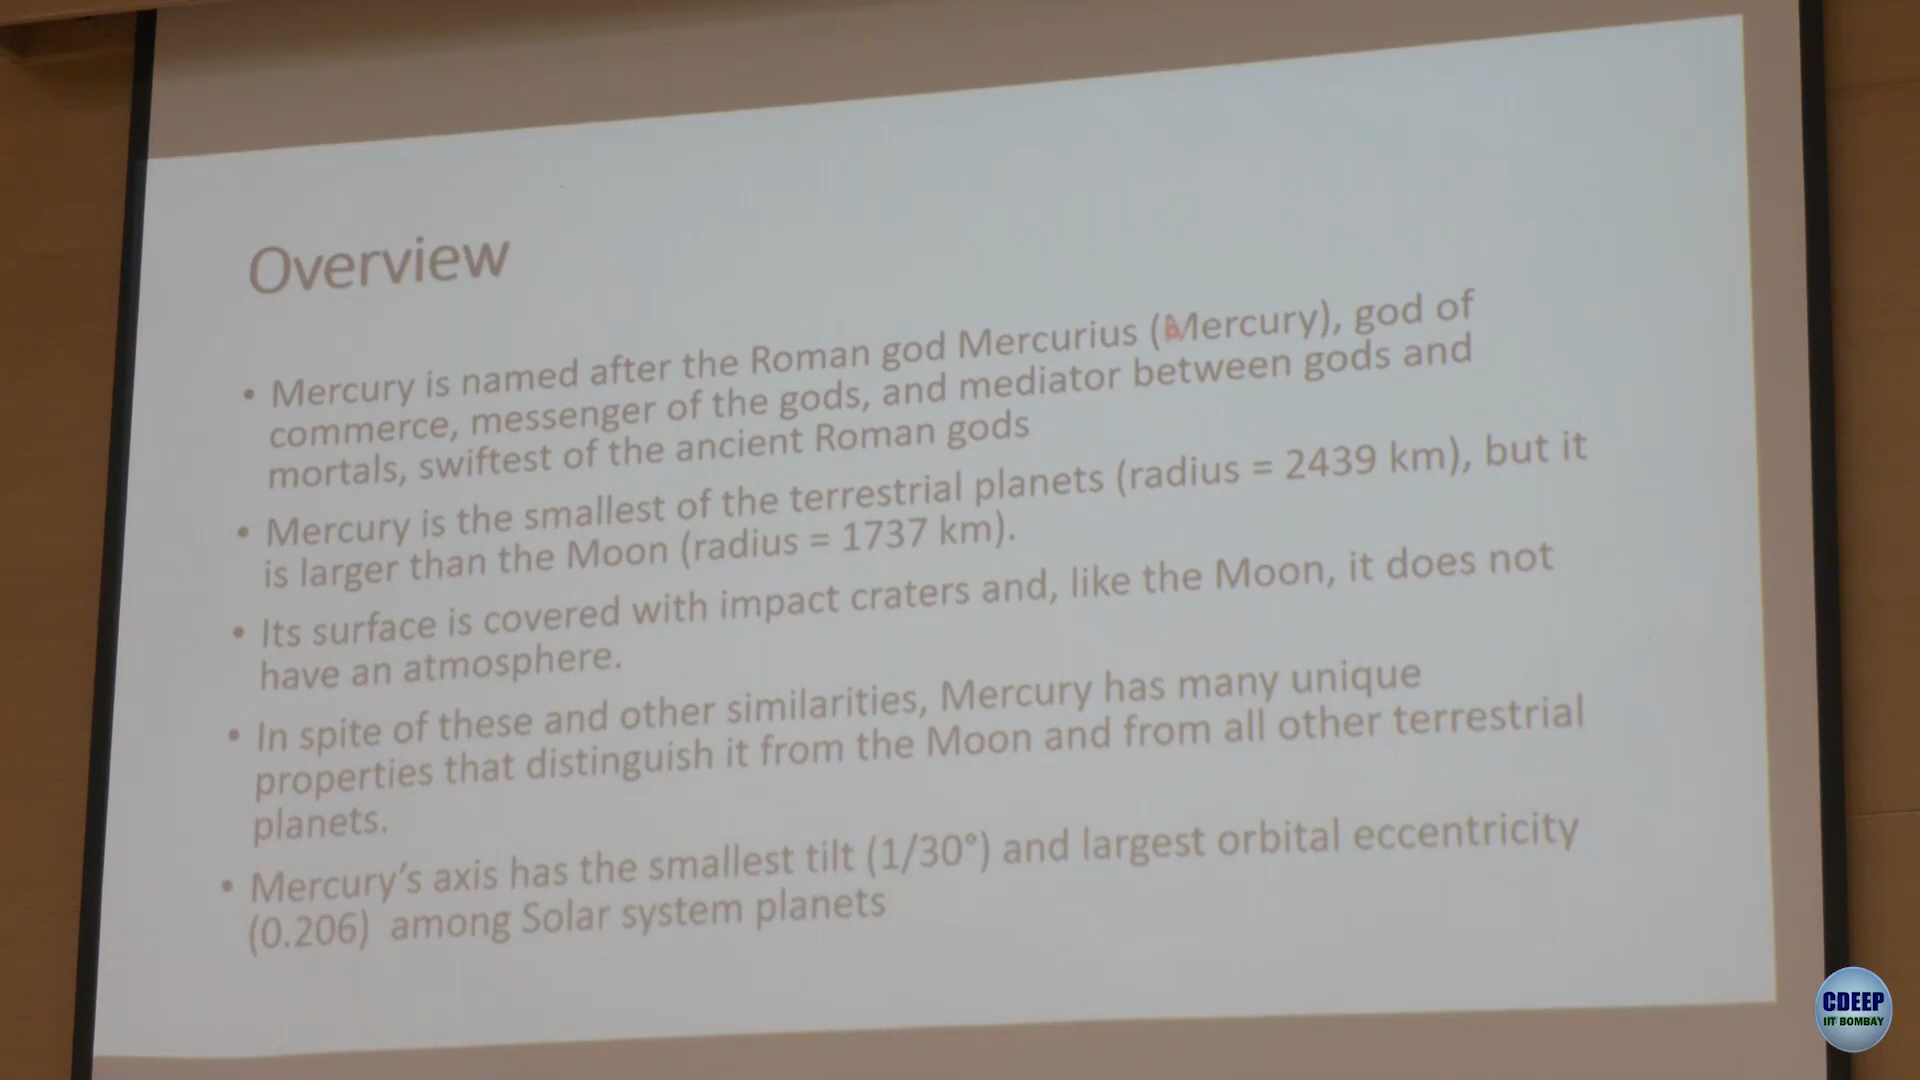 Overview
• Mercury is named after the Roman god Mercurius (Mercury), god of
commerce, messenger of the gods, and mediator between gods and
mortals, swiftest of the ancient Roman gods
• Mercury is the smallest of the terrestrial planets (radius = 2439 km), but it
is larger than the Moon (radius = 1737 km).
• Its surface is covered with impact craters and, like the Moon, it does not
have an atmosphere.
• In spite of these and other similarities, Mercury has many unique
properties that distinguish it from the Moon and from all other terrestrial
planets.
• Mercury's axis has the smallest tilt (1/30°) and largest orbital eccentricity
(0.206) among Solar system planets
CDEEP
IIT BOMBAY